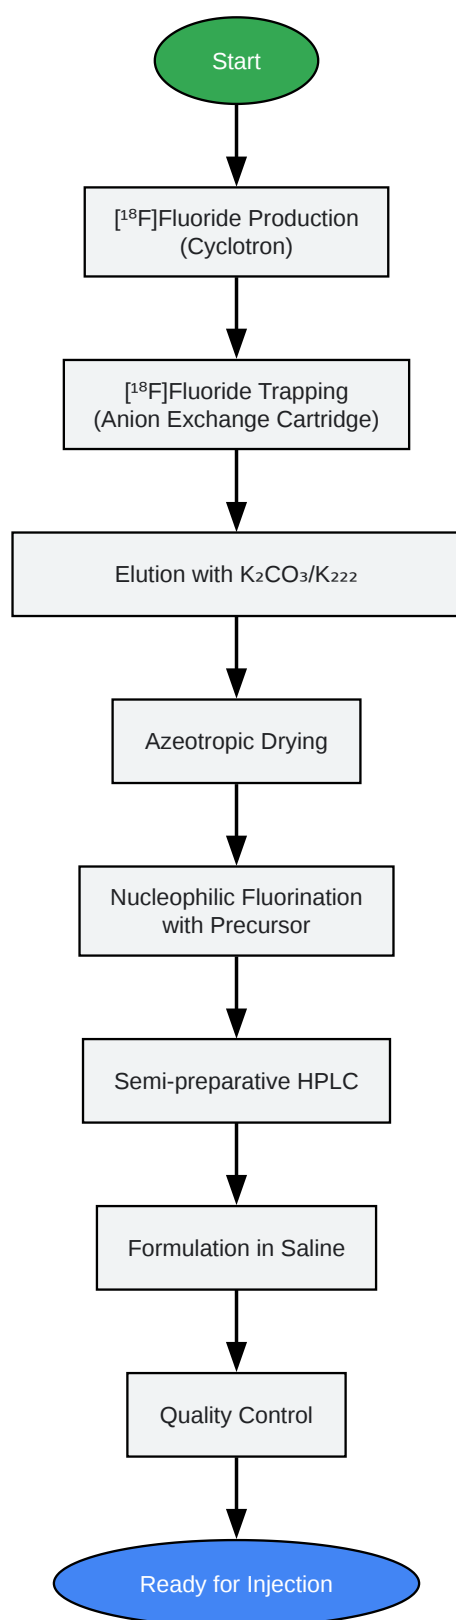 Start
[¹⁸F]Fluoride Production
(Cyclotron)
[¹⁸F]Fluoride Trapping
(Anion Exchange Cartridge)
Elution with K₂CO₃/K₂₂₂
Azeotropic Drying
Nucleophilic Fluorination
with Precursor
Semi-preparative HPLC
Formulation in Saline
Quality Control
Ready for Injection